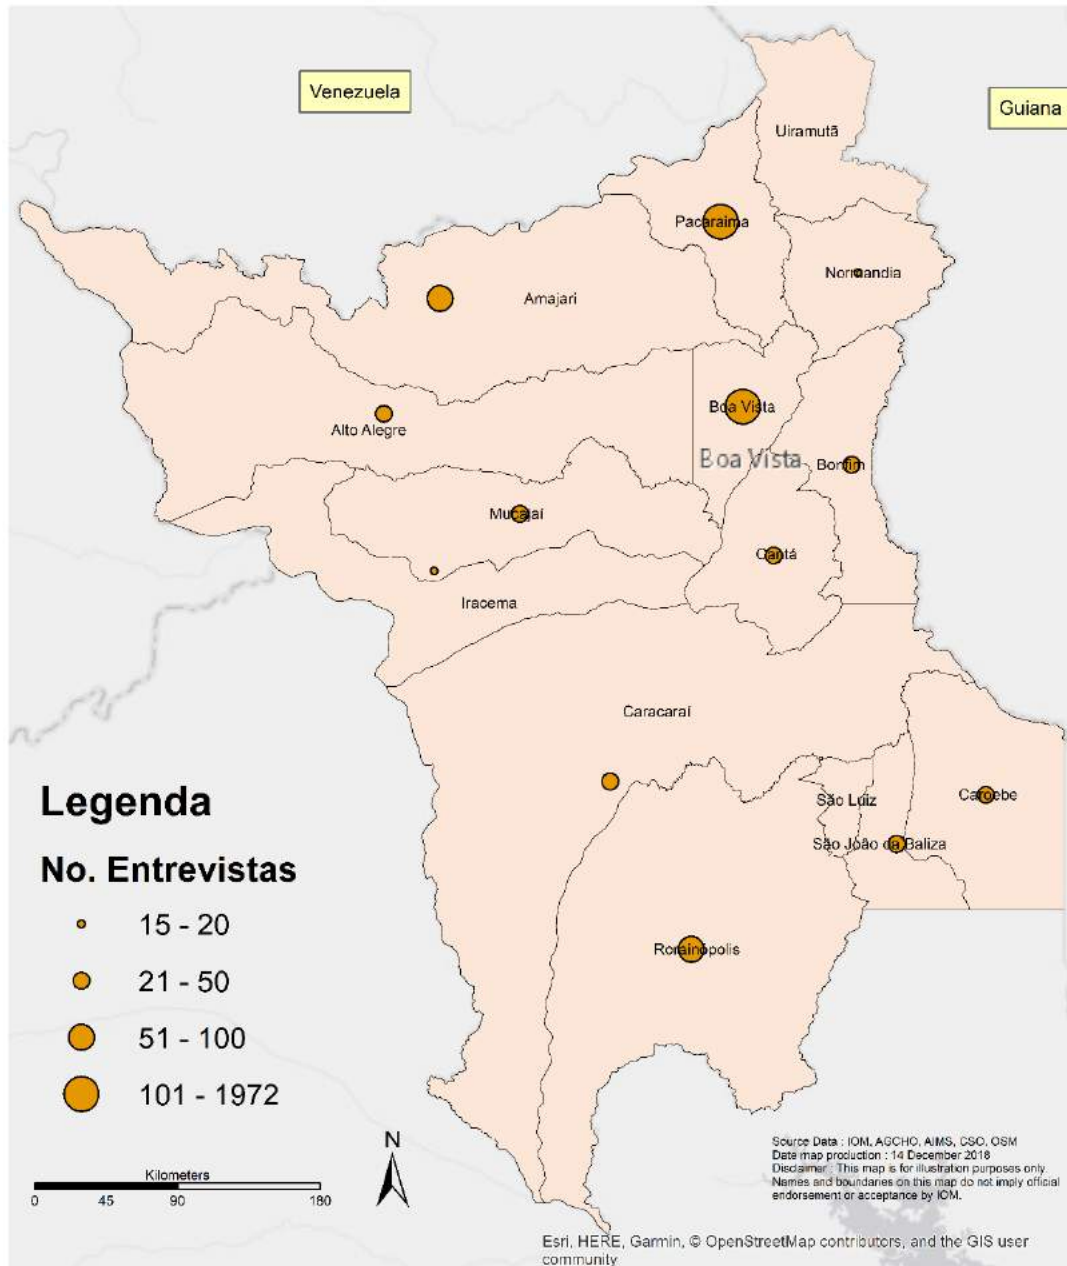 Venezuela
Guiana
Uiramutã
Pacaraima
Normandia
Amajari
Boa Vista
Alto Alegre
Boa Vista
Bonfim
Mucajaí
Cantá
Iracema
Caracaraí
São Luiz
Caroebe
São João da Baliza
Rorainópolis
Legenda
No. Entrevistas
15 - 20
21 - 50
51 - 100
101 - 1972
N
Kilometers
0 45 90 180
Source Data : IOM, AGCHO, AIMS, CSO, OSM
Date map production : 14 December 2018
Disclaimer : This map is for illustration purposes only.
Names and boundaries on this map do not imply official
endorsement or acceptance by IOM.
Esri, HERE, Garmin, © OpenStreetMap contributors, and the GIS user
community